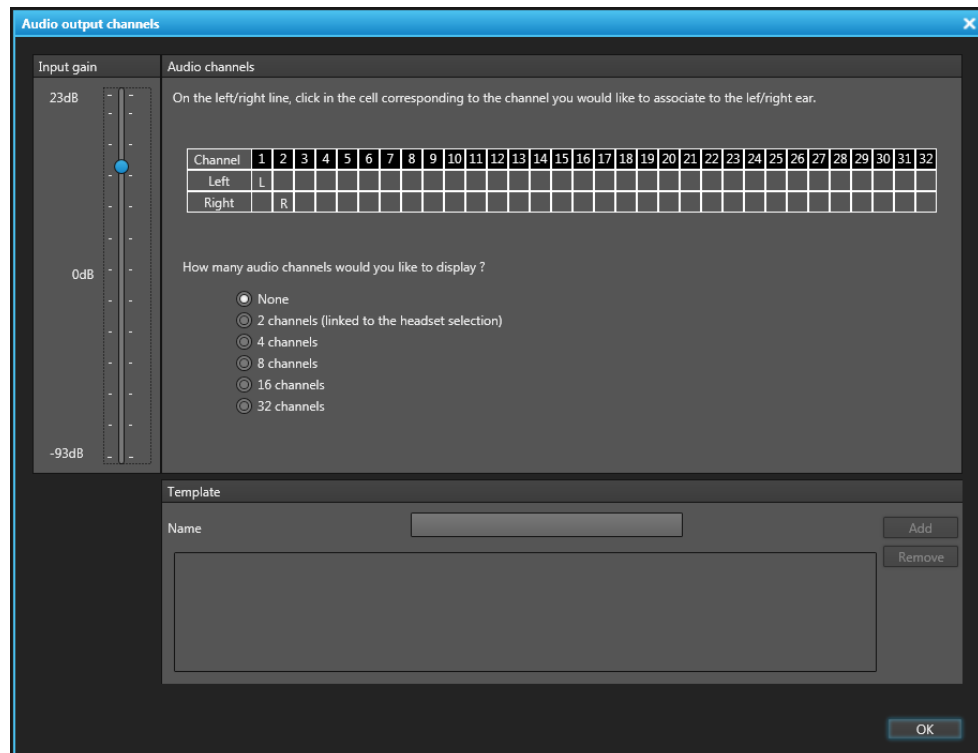 Audio output channels
Input gain
23dB
0dB
-93dB
Audio channels
On the left/right line, click in the cell corresponding to the channel you would like to associate to the lef/right ear.
Channel 1 2 3 4 5 6 7 8 9 10 11 12 13 14 15 16 17 18 19 20 21 22 23 24 25 26 27 28 29 30 31 32
Left L
Right R
How many audio channels would you like to display ?
None
2 channels (linked to the headset selection)
4 channels
8 channels
16 channels
32 channels
Template
Name
Add
Remove
OK